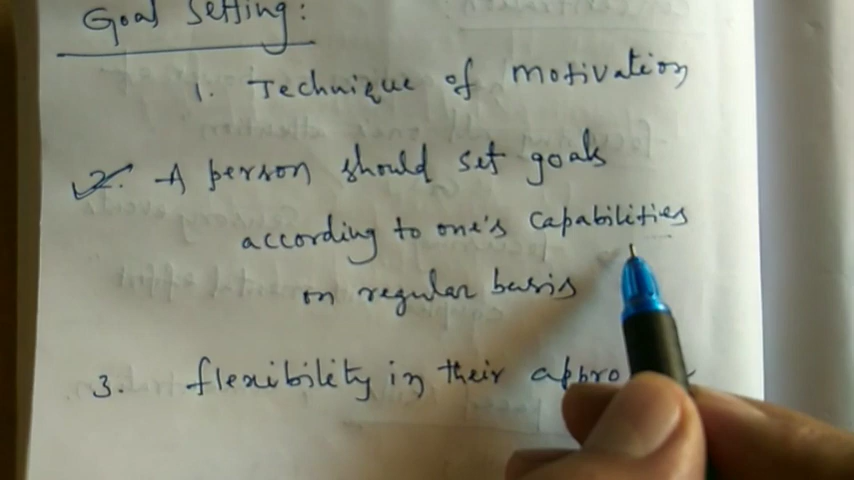 Goal Setting:
1. Technique of motivation
2. A person should set goals
according to one's capabilities
on regular basis
3. flexibility in their